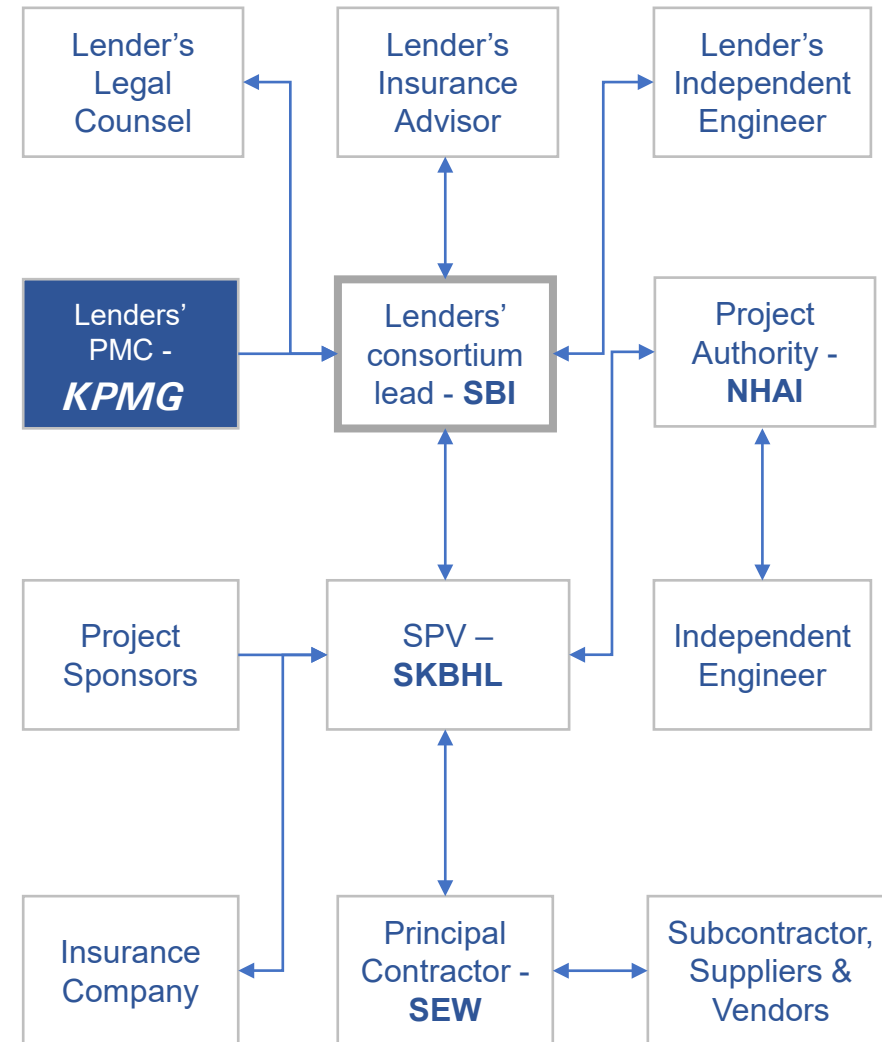 Lender’s
Legal
Counsel
Lender’s
Insurance
Advisor
Lender’s
Independent
Engineer
Lenders’
PMC -
KPMG
Lenders’
consortium
lead - SBI
Project
Authority -
NHAI
Project
Sponsors
SPV –
SKBHL
Independent
Engineer
Insurance
Company
Principal
Contractor -
SEW
Subcontractor,
Suppliers &
Vendors